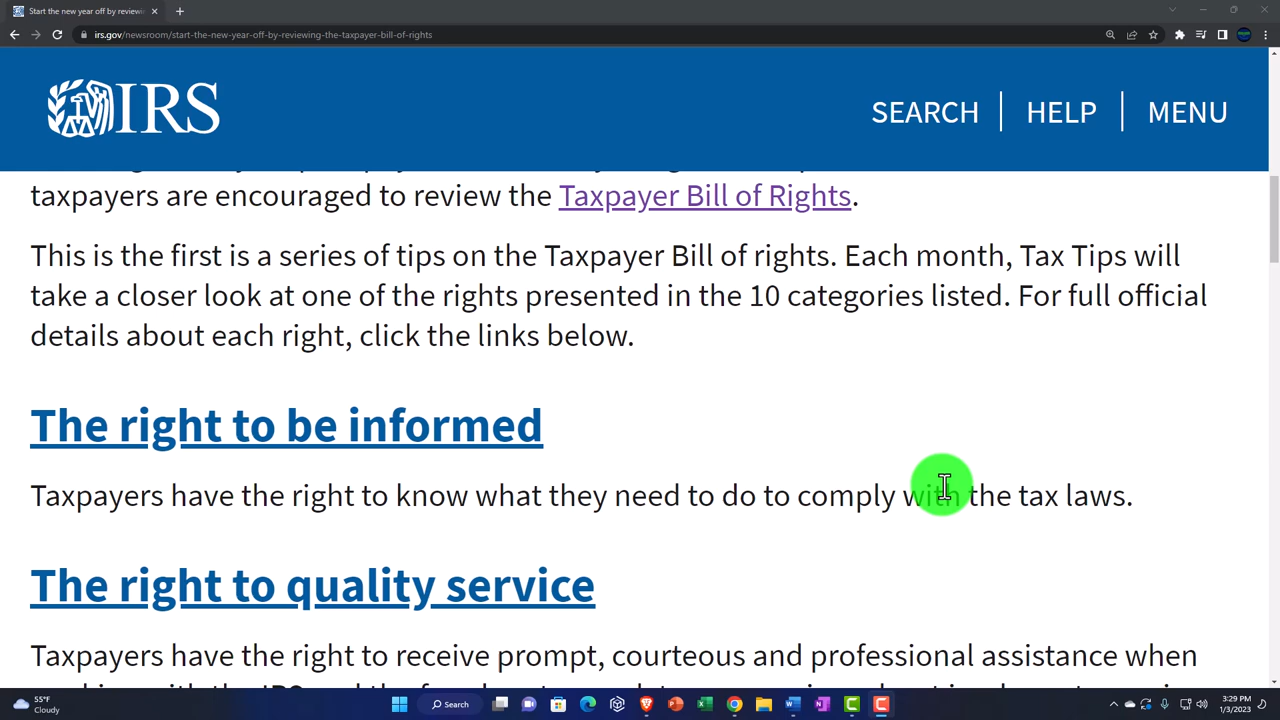 Start the new year off by reviewin
irs.gov/newsroom/start-the-new-year-off-by-reviewing-the-taxpayer-bill-of-rights
IRS
SEARCH
HELP
MENU
taxpayers are encouraged to review the Taxpayer Bill of Rights.
This is the first is a series of tips on the Taxpayer Bill of rights. Each month, Tax Tips will
take a closer look at one of the rights presented in the 10 categories listed. For full official
details about each right, click the links below.
The right to be informed
Taxpayers have the right to know what they need to do to comply with the tax laws.
The right to quality service
Taxpayers have the right to receive prompt, courteous and professional assistance when
55°F
Cloudy
Search
3:29 PM
1/3/2023